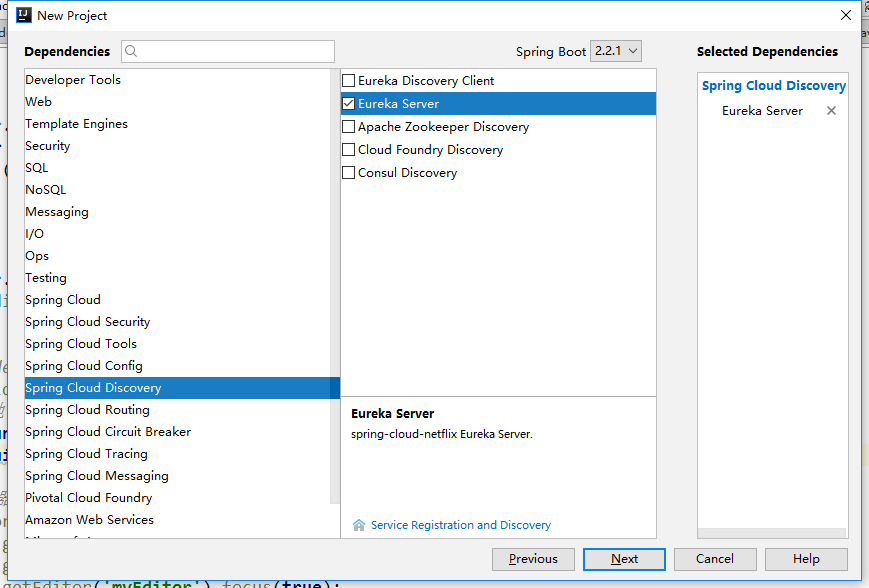 New Project
Dependencies
Spring Boot 2.2.1
Selected Dependencies
Developer Tools
Web
Template Engines
Security
SQL
NoSQL
Messaging
I/O
Ops
Testing
Spring Cloud
Spring Cloud Security
Spring Cloud Tools
Spring Cloud Config
Spring Cloud Discovery
Spring Cloud Routing
Spring Cloud Circuit Breaker
Spring Cloud Tracing
Spring Cloud Messaging
Pivotal Cloud Foundry
Amazon Web Services
Eureka Discovery Client
Eureka Server
Apache Zookeeper Discovery
Cloud Foundry Discovery
Consul Discovery
Eureka Server
spring-cloud-netflix Eureka Server.
Service Registration and Discovery
Spring Cloud Discovery
Eureka Server
Previous
Next
Cancel
Help
getEditor('myEditor').focus(true);